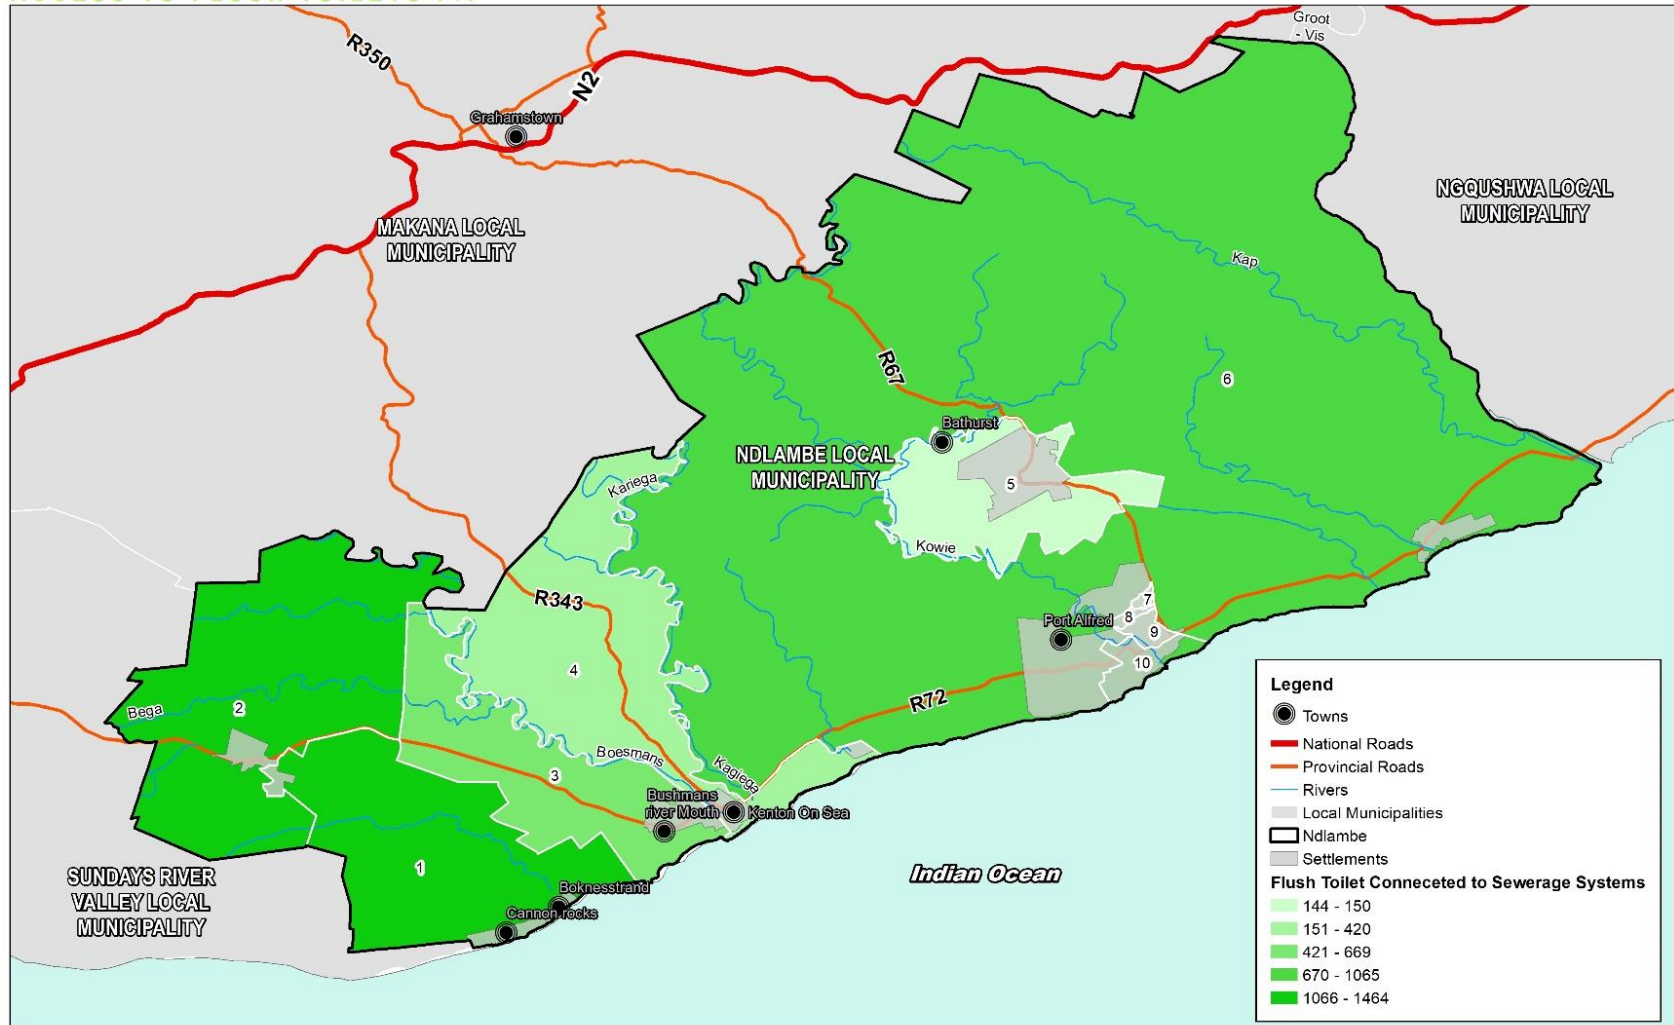 Groot
- Vis
R350
N2
Grahamstown
NGQUSHWA LOCAL
MUNICIPALITY
MAKANA LOCAL
MUNICIPALITY
Kap
R67
6
Bathurst
NDLAMBE LOCAL
MUNICIPALITY
Kariega
5
Kowie
R343
7
8
9
Port Alfred
10
4
R72
Bega
2
Boesmans
3
Kagiega
Bushmans
river Mouth
Kenton On Sea
1
SUNDAYS RIVER
VALLEY LOCAL
MUNICIPALITY
Indian Ocean
Boknesstrand
Cannon rocks
Legend
Towns
National Roads
Provincial Roads
Rivers
Local Municipalities
Ndlambe
Settlements
Flush Toilet Conneceted to Sewerage Systems
144 - 150
151 - 420
421 - 669
670 - 1065
1066 - 1464